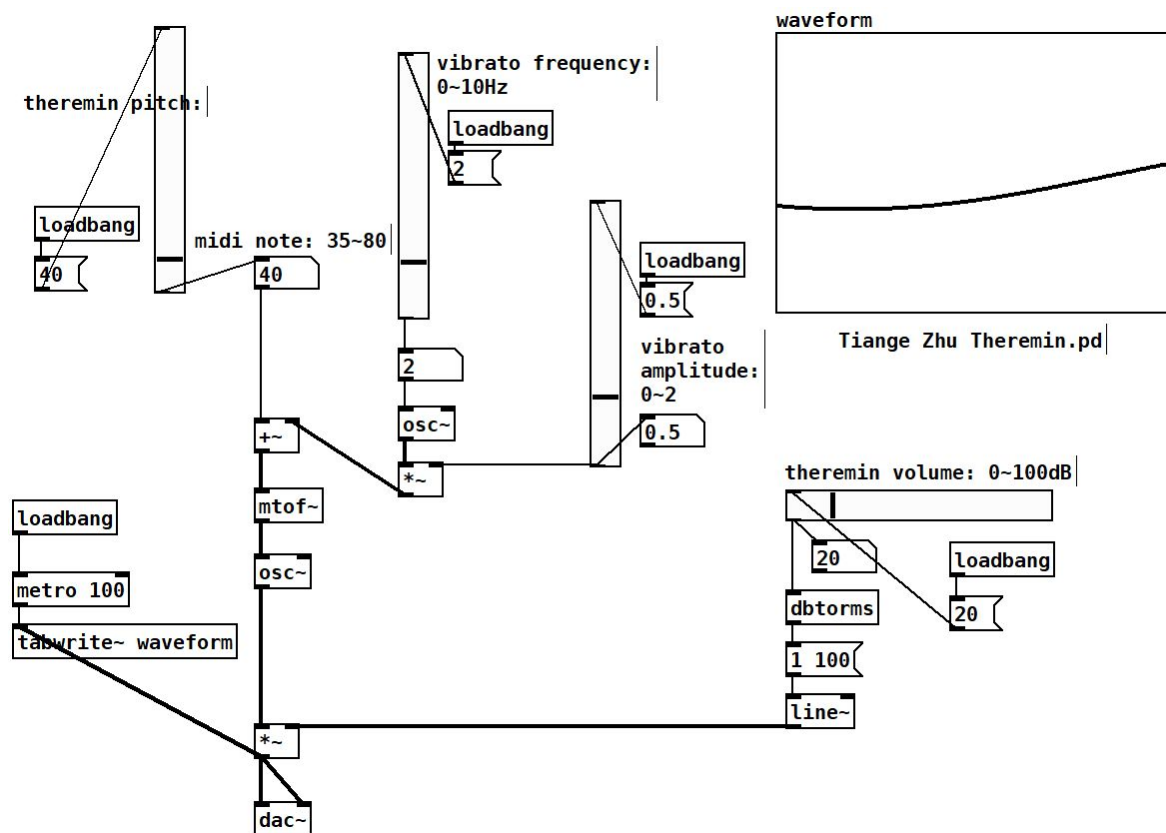 waveform
theremin pitch:
vibrato frequency:
0~10Hz
loadbang
2
loadbang
40
midi note: 35~80
40
loadbang
0.5
Tiange Zhu Theremin.pd
vibrato
amplitude:
0~2
2
0.5
osc~
+~
*~
theremin volume: 0~100dB
mtof~
loadbang
20
loadbang
osc~
metro 100
dbtorms
20
tabwrite~ waveform
1 100
line~
*~
dac~